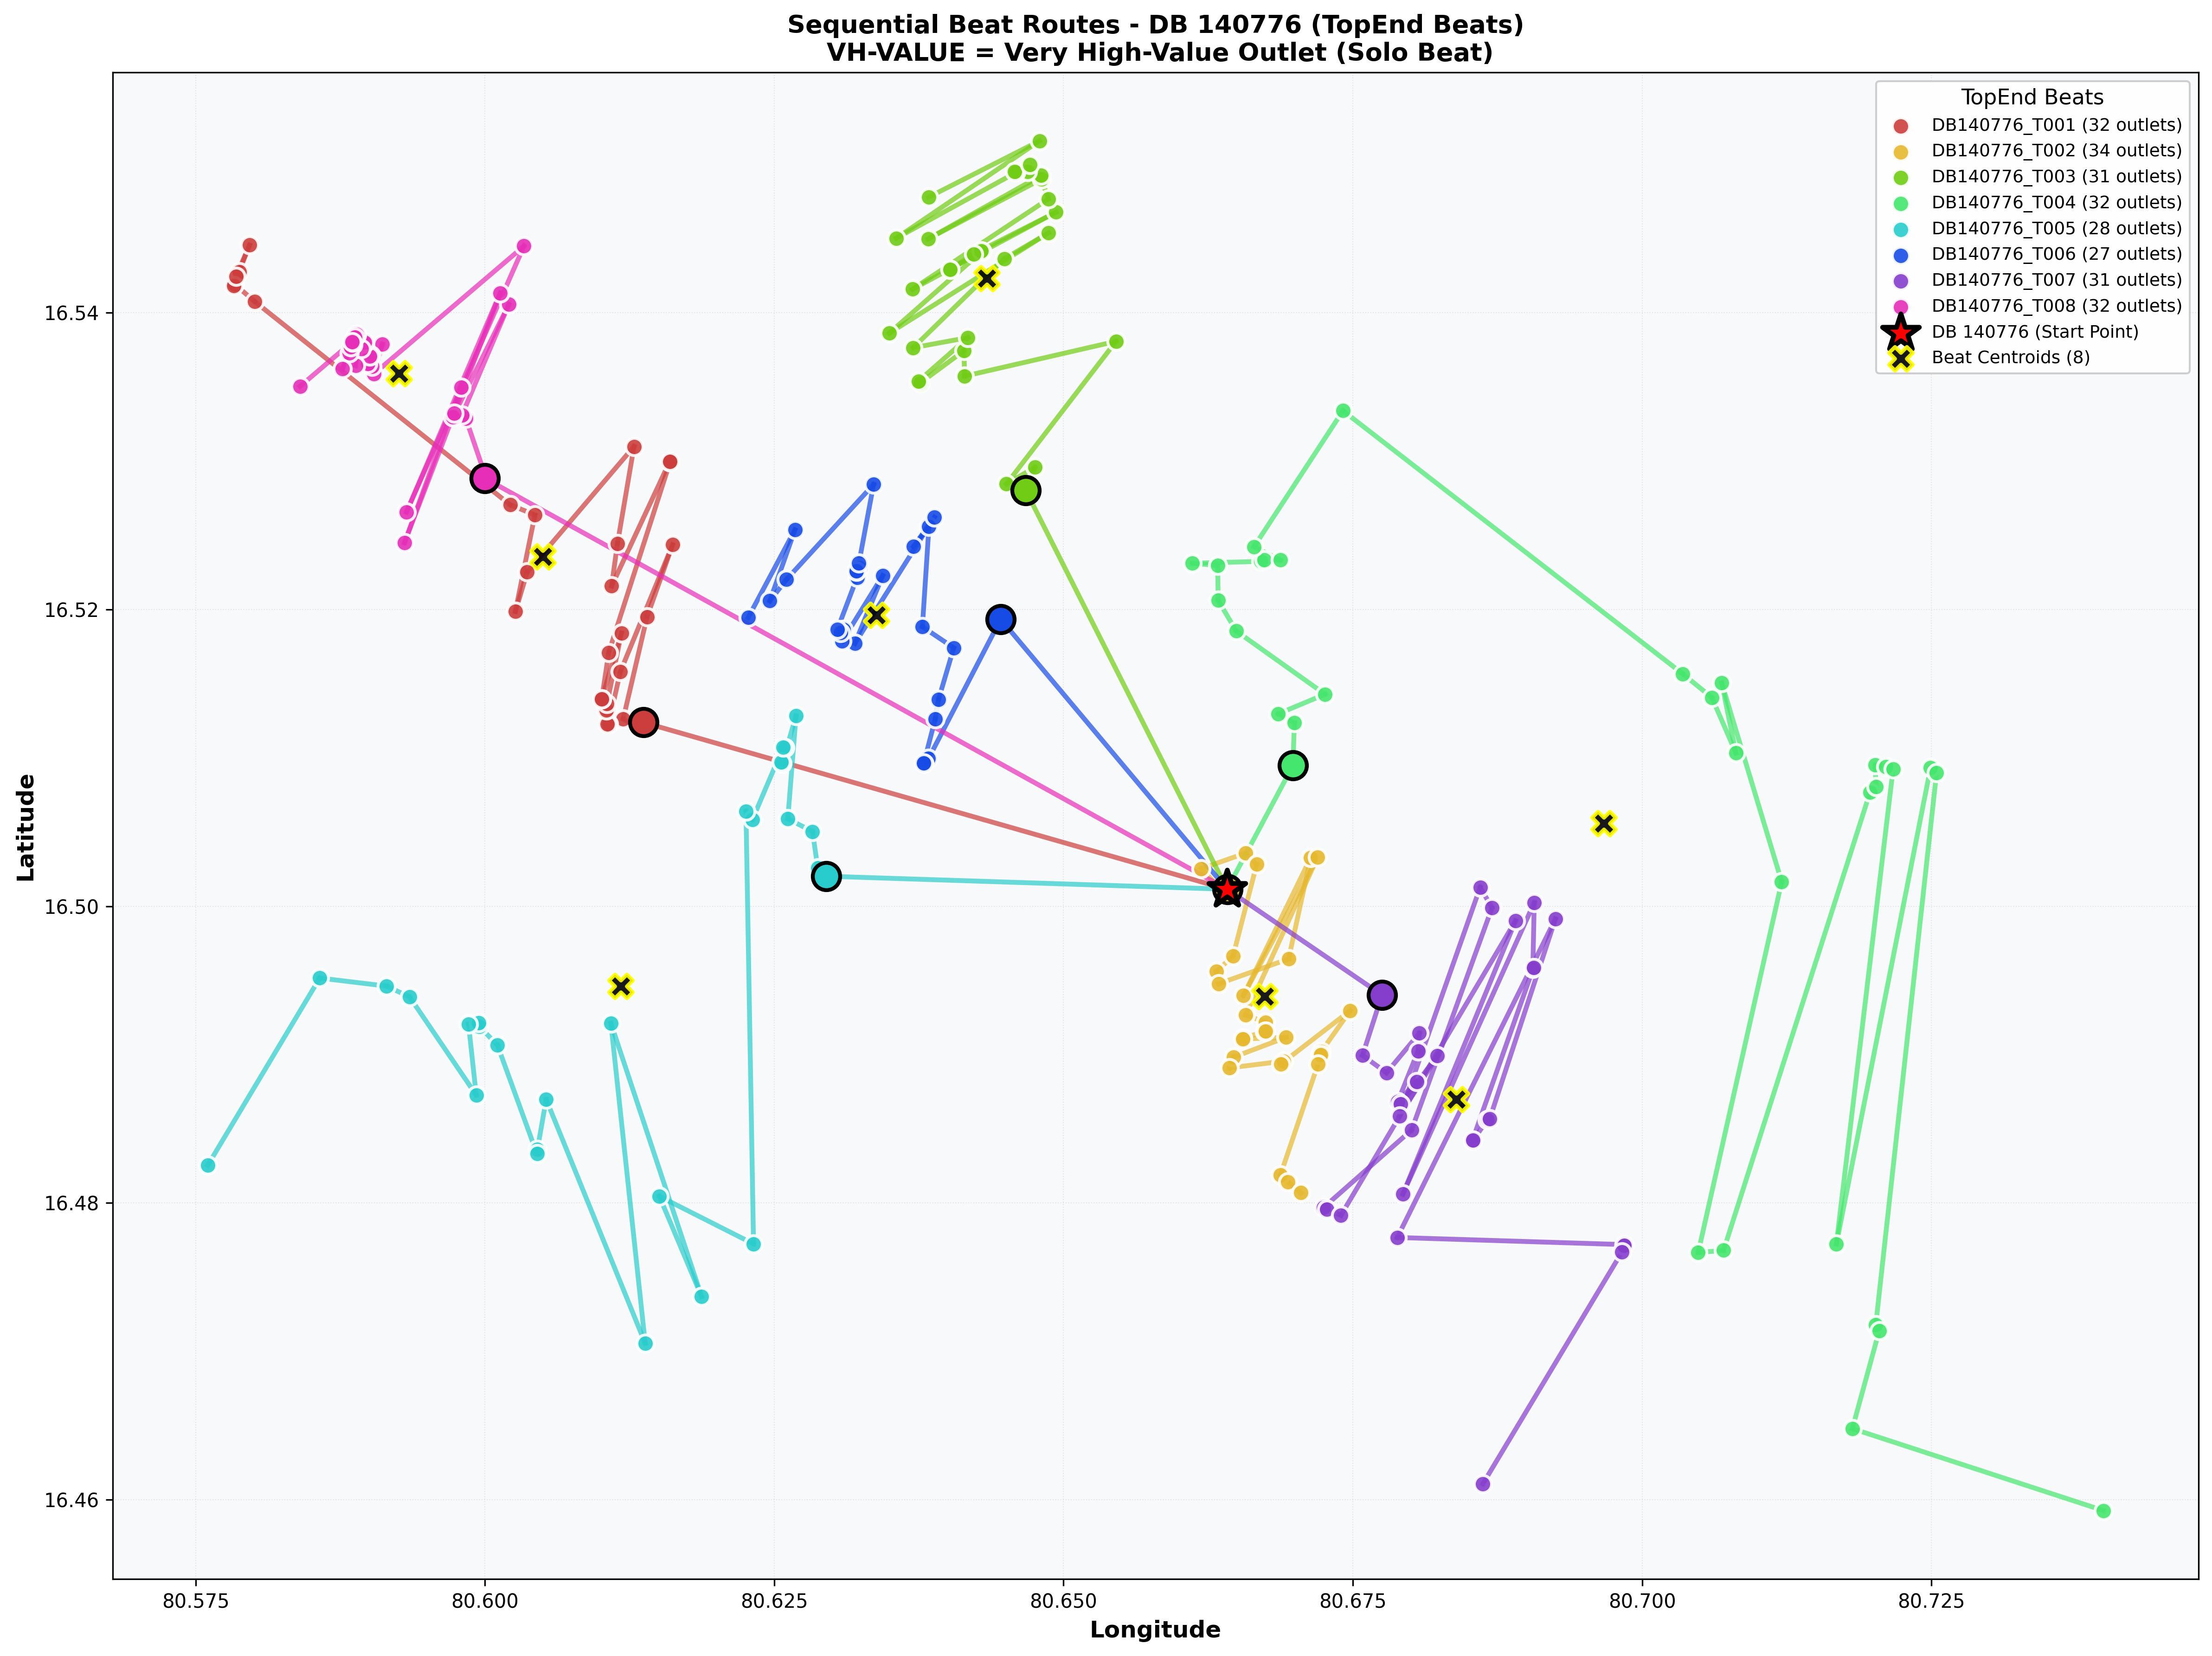 Sequential Beat Routes - DB 140776 (TopEnd Beats)
VH-VALUE = Very High-Value Outlet (Solo Beat)
TopEnd Beats
DB140776_T001 (32 outlets)
DB140776_T002 (34 outlets)
DB140776_T003 (31 outlets)
DB140776_T004 (32 outlets)
DB140776_T005 (28 outlets)
DB140776_T006 (27 outlets)
DB140776_T007 (31 outlets)
DB140776_T008 (32 outlets)
DB 140776 (Start Point)
Beat Centroids (8)
16.54
16.52
16.50
16.48
16.46
Latitude
80.575
80.600
80.625
80.650
80.675
80.700
80.725
Longitude